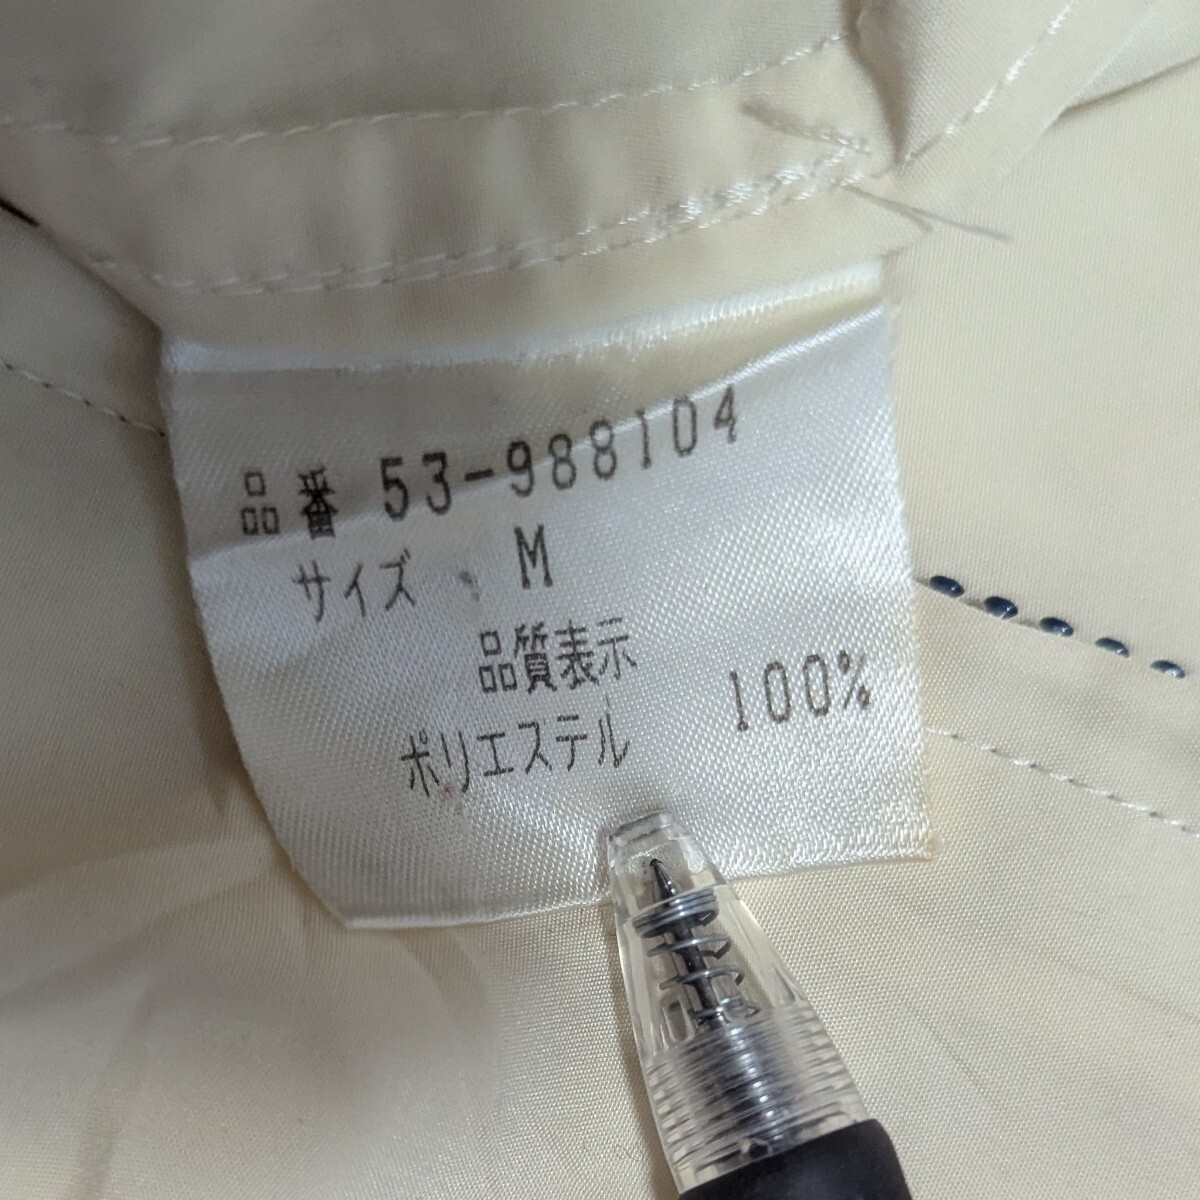 品番 53-988104
サイズ M
品質表示
ポリエステル 100%